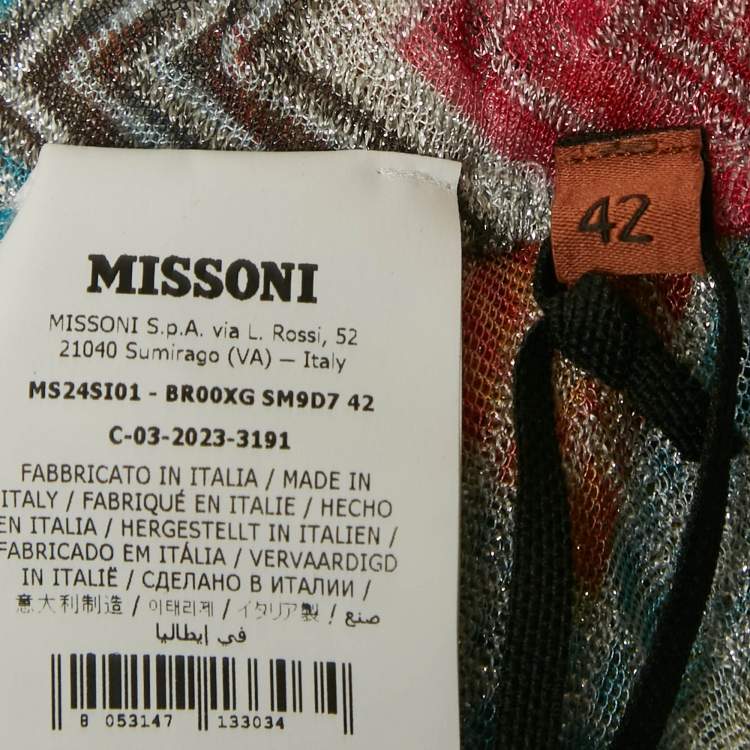 MISSONI
MISSONI S.p.A. via L. Rossi, 52
21040 Sumirago (VA) — Italy
MS24SI01 - BR00XG SM9D7 42
C-03-2023-3191
FABBRICATO IN ITALIA / MADE IN
ITALY / FABRIQUÉ EN ITALIE / HECHO
EN ITALIA / HERGESTELLT IN ITALIEN /
FABRICADO EM ITÁLIA / VERVAARDIGD
IN ITALIË / СДЕЛАНО В ИТАЛИИ /
意大利制造 / 이태리제 / イタリア製 / صنع
في إيطاليا
8 053147 133034
42